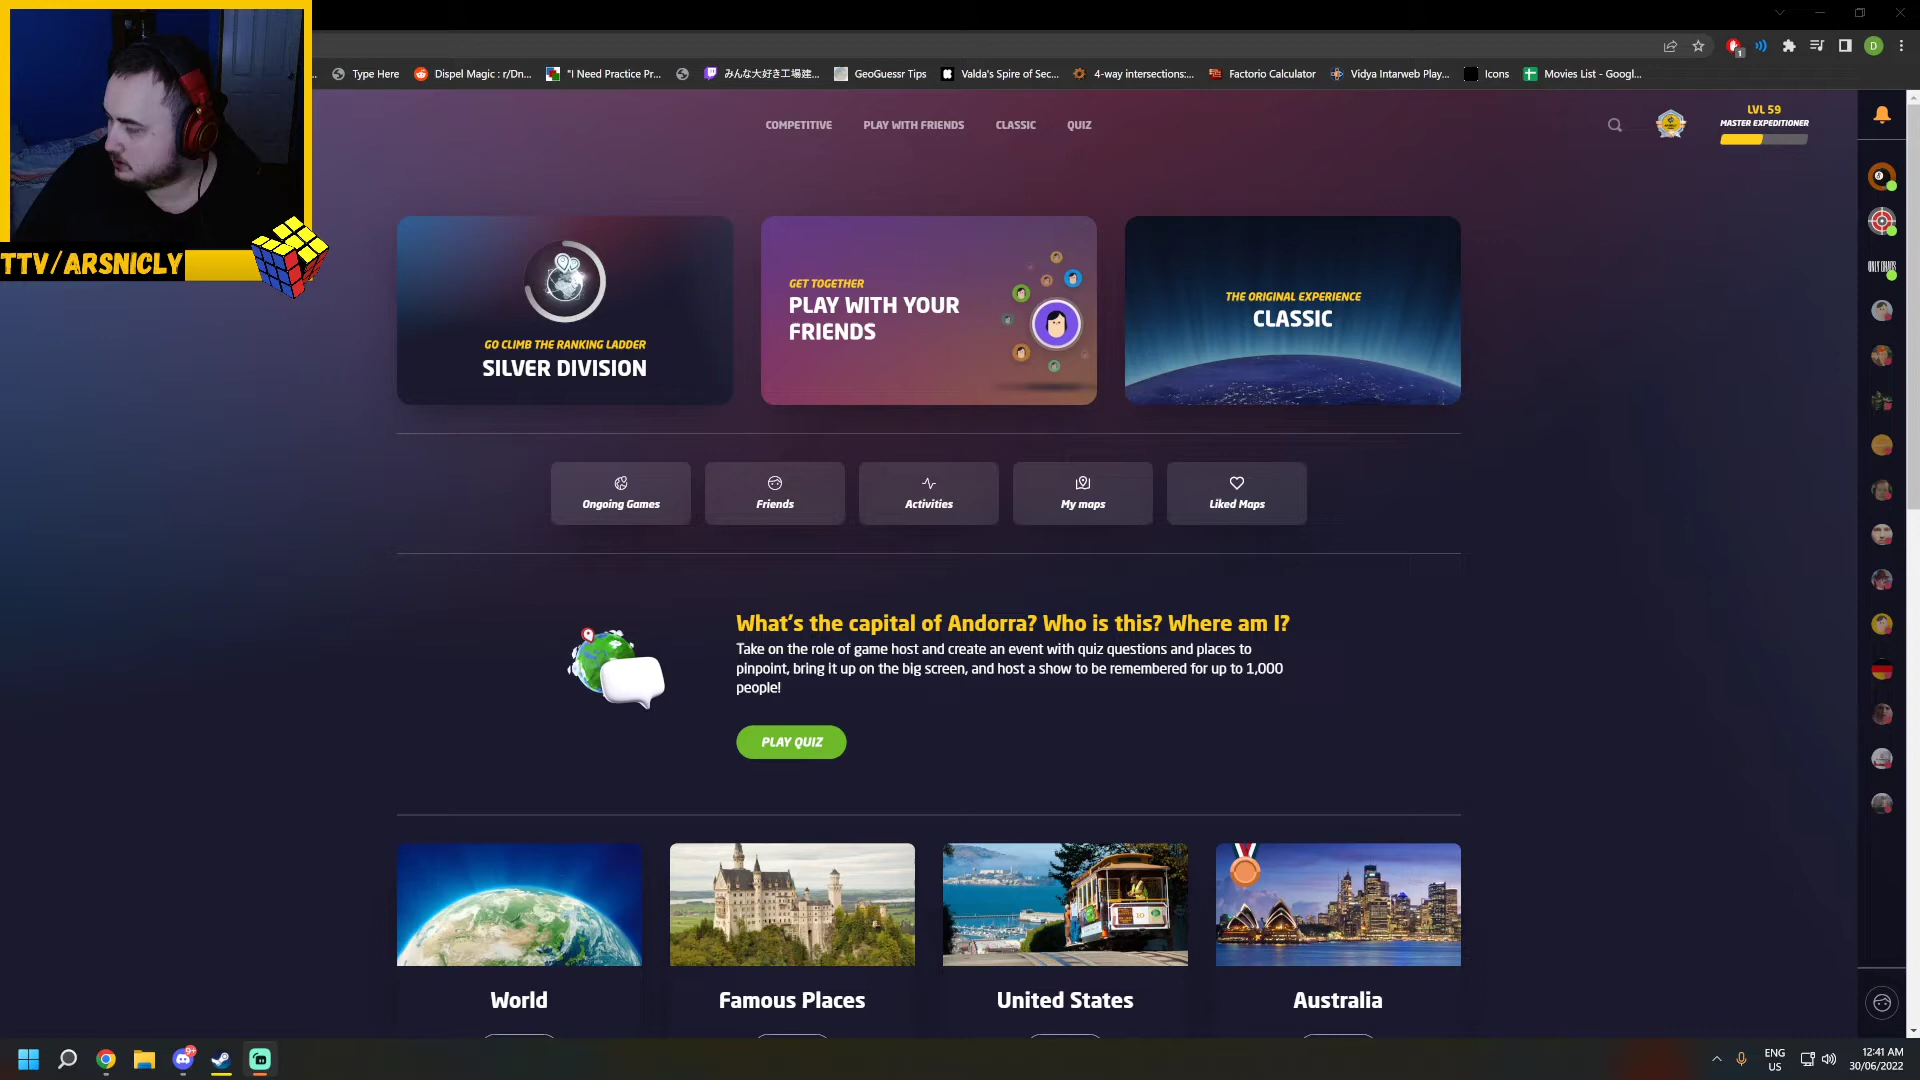 Type Here
Dispel Magic : r/Dn...
"I Need Practice Pr...
みんな大好き工場建...
GeoGuessr Tips
Valda's Spire of Sec...
4-way intersections:...
Factorio Calculator
Vidya Intarweb Play...
Icons
Movies List - Googl...
D
1
COMPETITIVE
PLAY WITH FRIENDS
CLASSIC
QUIZ
LVL 59
MASTER EXPEDITIONER
TTV/ARSNICLY
GO CLIMB THE RANKING LADDER
SILVER DIVISION
GET TOGETHER
PLAY WITH YOUR
FRIENDS
THE ORIGINAL EXPERIENCE
CLASSIC
Ongoing Games
Friends
Activities
My maps
Liked Maps
What's the capital of Andorra? Who is this? Where am I?
Take on the role of game host and create an event with quiz questions and places to
pinpoint, bring it up on the big screen, and host a show to be remembered for up to 1,000
people!
PLAY QUIZ
World
Famous Places
United States
Australia
9+
ENG
US
12:41 AM
30/06/2022